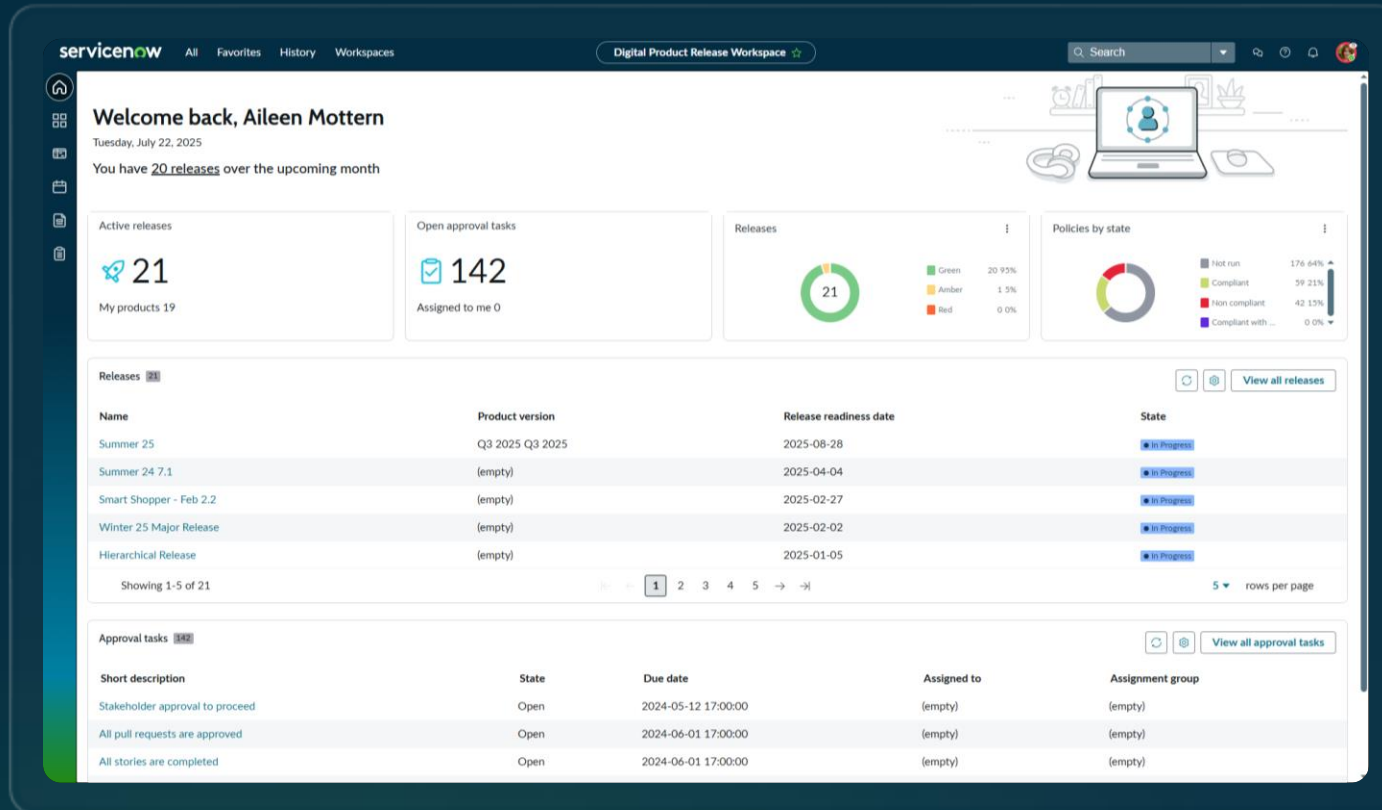 servicenow All Favorites History Workspaces Digital Product Release Workspace Search
Welcome back, Aileen Mottern
Tuesday, July 22, 2025
You have 20 releases over the upcoming month
Active releases
21
My products 19
Open approval tasks
142
Assigned to me 0
Releases
21
Green 20 95%
Amber 1 5%
Red 0 0%
Policies by state
Not run 176 64%
Compliant 59 21%
Non compliant 42 15%
Compliant with ... 0 0%
Releases 21 View all releases
Name Product version Release readiness date State
Summer 25 Q3 2025 Q3 2025 2025-08-28 In Progress
Summer 24 7.1 (empty) 2025-04-04 In Progress
Smart Shopper - Feb 2.2 (empty) 2025-02-27 In Progress
Winter 25 Major Release (empty) 2025-02-02 In Progress
Hierarchical Release (empty) 2025-01-05 In Progress
Showing 1-5 of 21 1 2 3 4 5 5 rows per page
Approval tasks 142 View all approval tasks
Short description State Due date Assigned to Assignment group
Stakeholder approval to proceed Open 2024-05-12 17:00:00 (empty) (empty)
All pull requests are approved Open 2024-06-01 17:00:00 (empty) (empty)
All stories are completed Open 2024-06-01 17:00:00 (empty) (empty)